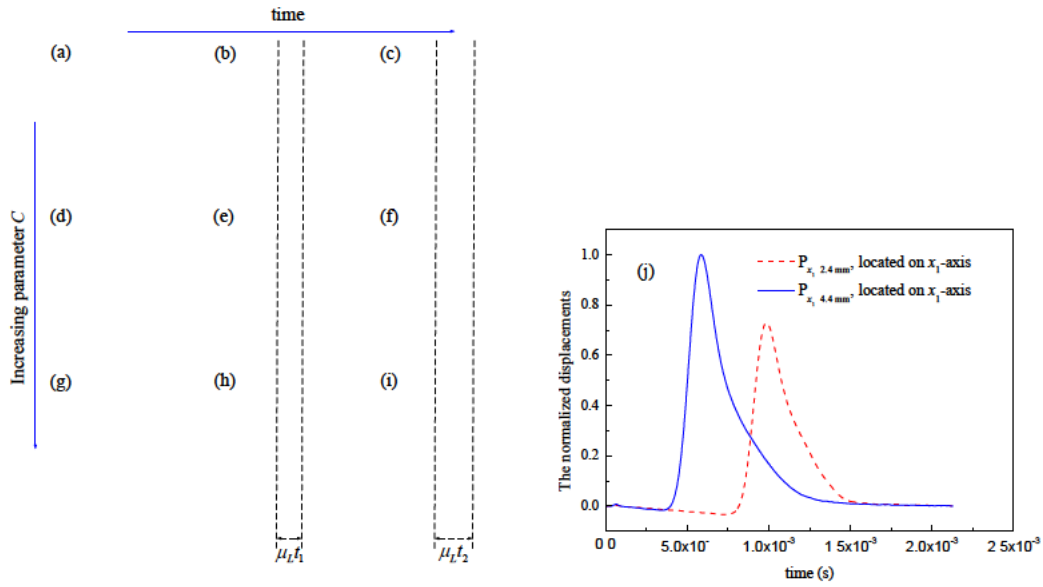 time
(a) (b) (c)
Increasing parameter C
(d) (e) (f)
(g) (h) (i)
μLt1 μLt2
(j)
Px1 2.4 mm, located on x1-axis
Px1 4.4 mm, located on x1-axis
The normalized displacements
1.0
0.8
0.6
0.4
0.2
0.0
0 0 5.0x10-4 1.0x10-3 1 5x10-3 2.0x10-3 2 5x10-3
time (s)